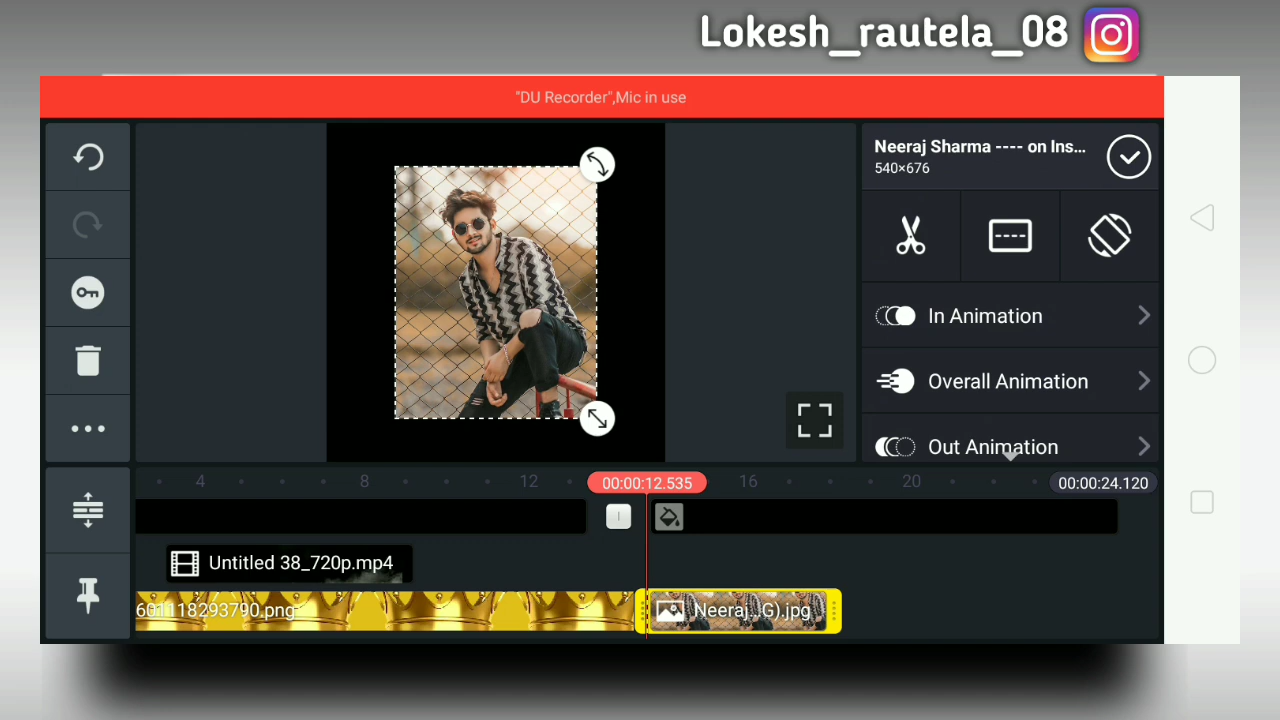 Lokesh_rautela_08
"DU Recorder",Mic in use
Neeraj Sharma ---- on Ins...
540×676
In Animation
Overall Animation
Out Animation
4 8 12 00:00:12.535 16 20 00:00:24.120
Untitled 38_720p.mp4
601118293790.png
Neeraj...G).jpg